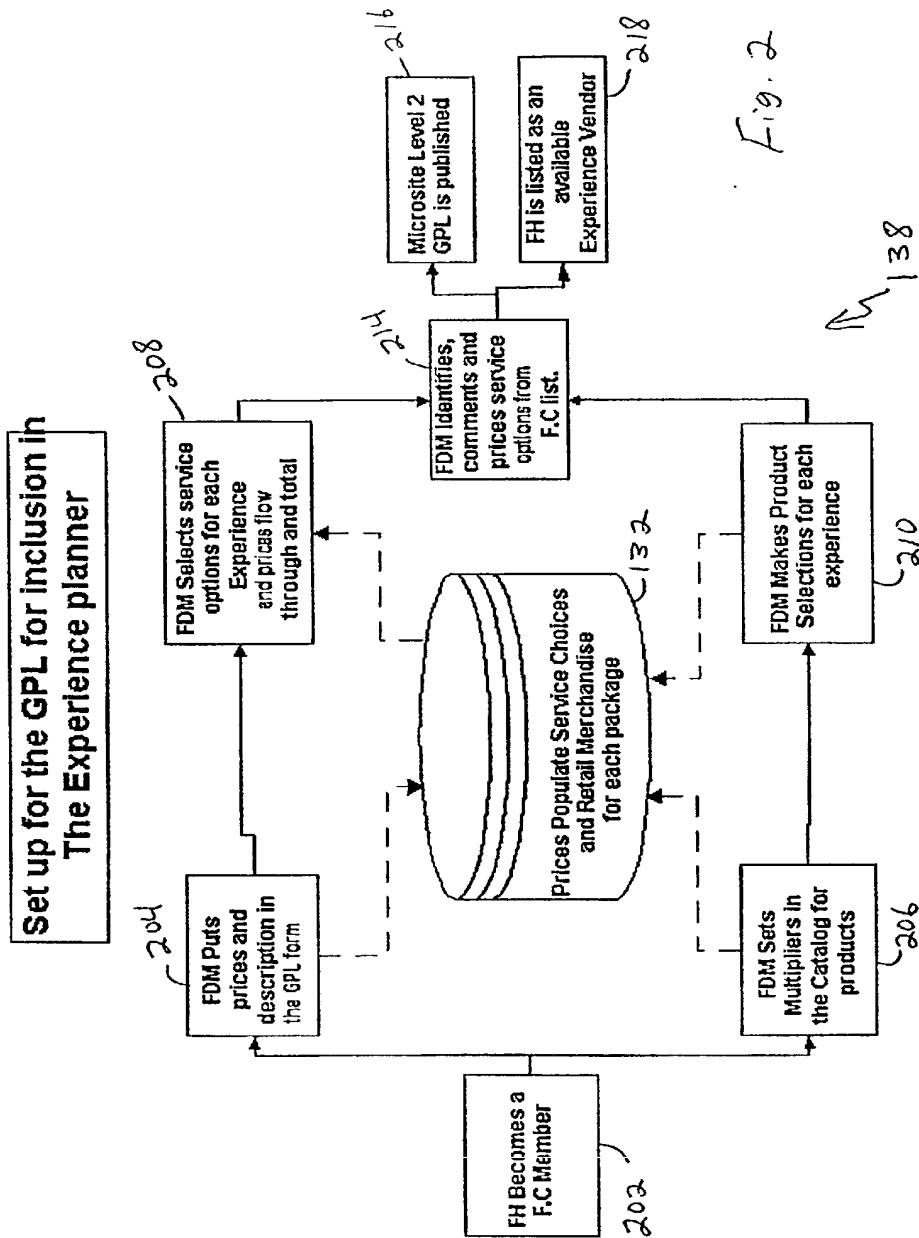 Set up for the GPL for inclusion in
The Experience planner
FH Becomes a
F.C Member
202
204
FDM Puts
prices and
description in
the GPL form
FDM Sets
Multipliers in
the Catalog for
products
206
208
FDM Selects service
options for each
Experience
and prices flow
through and total
Prices Populate Service Choices
and Retail Merchandise
for each package
132
FDM Makes Product
Selections for each
experience
210
214
FDM Identifies,
comments and
prices service
options from
F.C list.
216
Microsite Level 2
GPL is published
FH is listed as an
available
Experience Vendor
218
138
Fig. 2